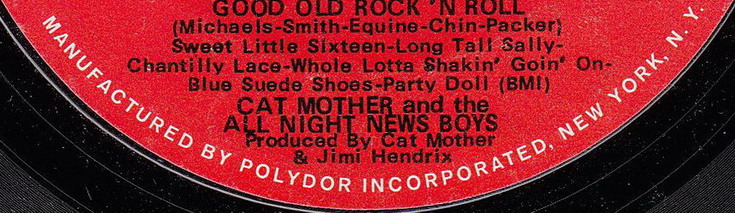 GOOD OLD ROCK 'N ROLL
(Michaels-Smith-Equine-Chin-Packer)
Sweet Little Sixteen-Long Tall Sally-
Chantilly Lace-Whole Lotta Shakin' Goin' On-
Blue Suede Shoes-Party Doll (BMI)
CAT MOTHER and the
ALL NIGHT NEWS BOYS
Produced By Cat Mother
& Jimi Hendrix
MANUFACTURED BY POLYDOR INCORPORATED, NEW YORK, N. Y.